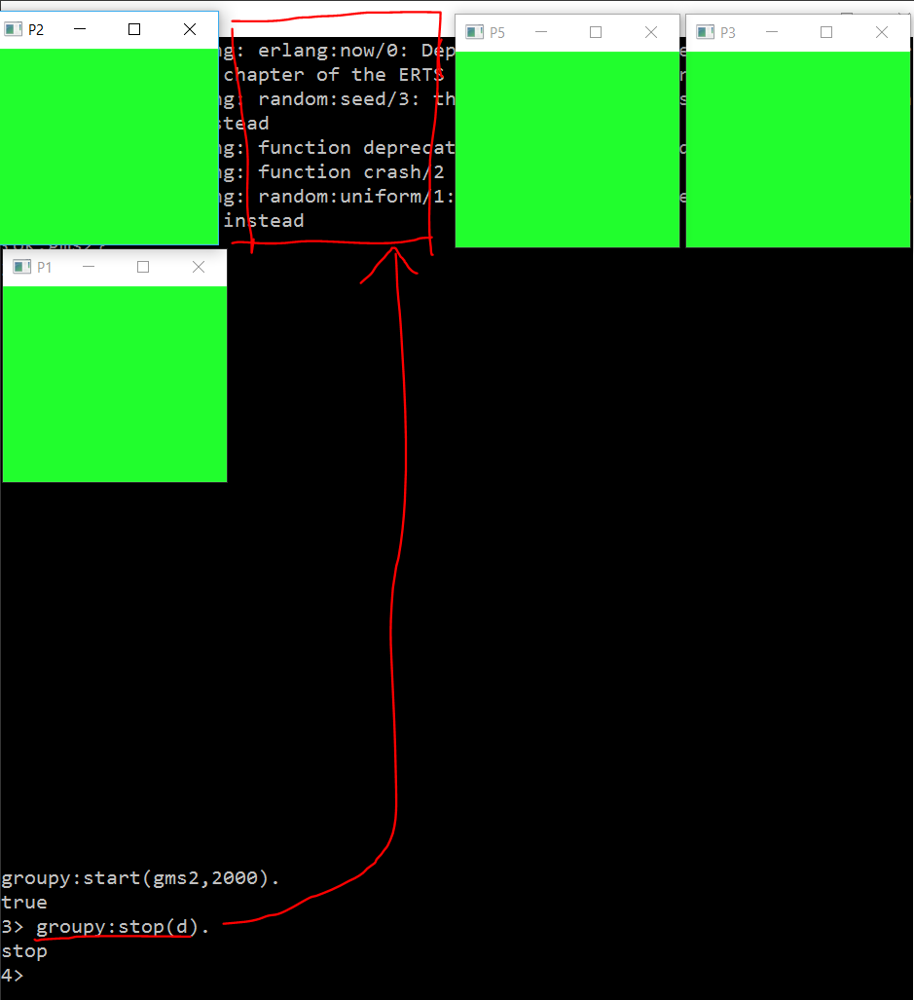 P2
P5
P3
ng: erlang:now/0: Dep
chapter of the ERTS
ng: random:seed/3: th
stead
ng: function deprecat
ng: function crash/2
ng: random:uniform/1:
instead
P1
groupy:start(gms2,2000).
true
3> groupy:stop(d).
stop
4>